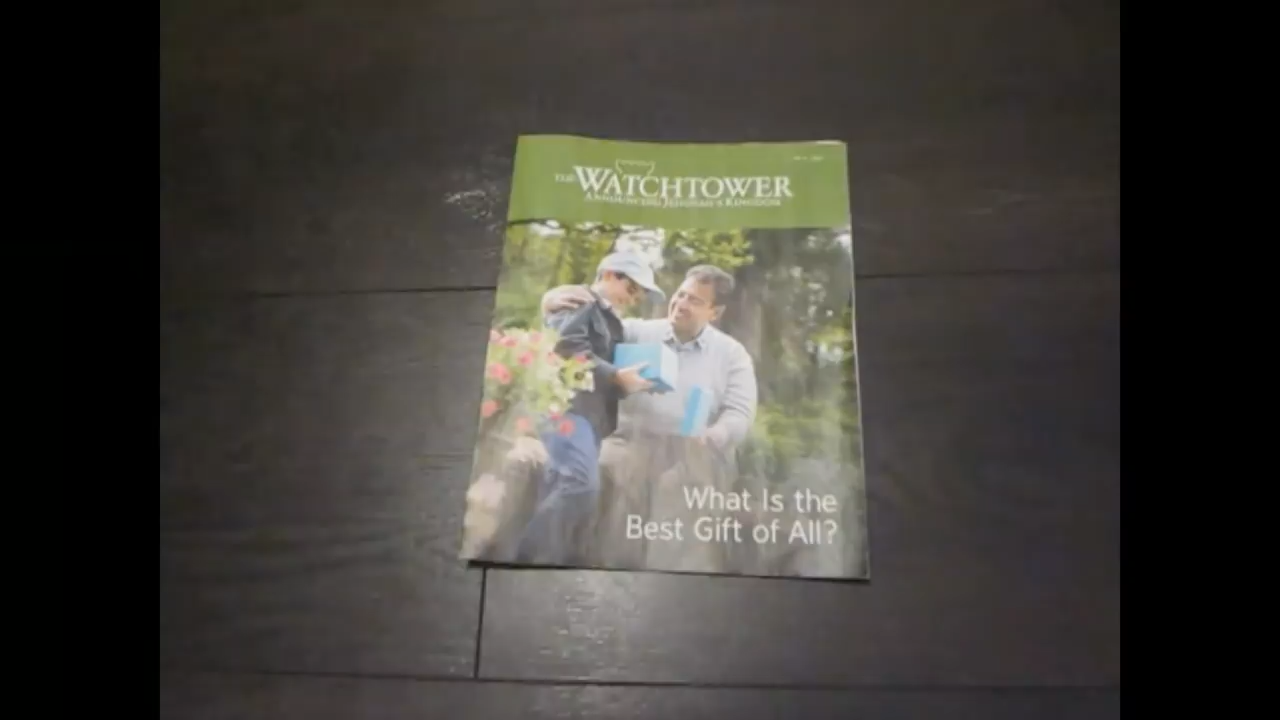 THE WATCHTOWER
ANNOUNCING JEHOVAH'S KINGDOM
What Is the
Best Gift of All?